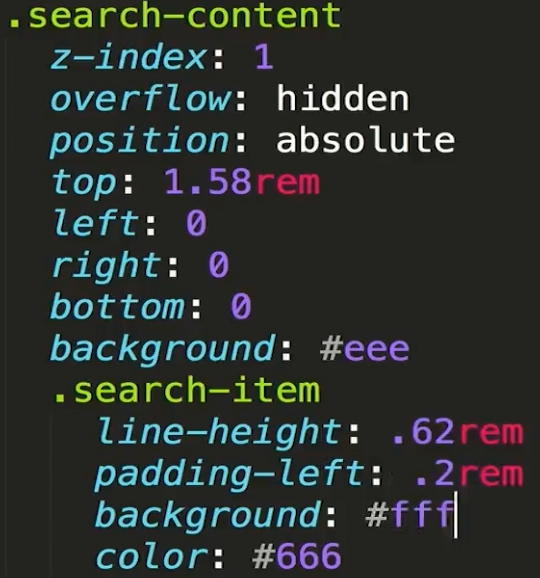 .search-content
z-index: 1
overflow: hidden
position: absolute
top: 1.58rem
left: 0
right: 0
bottom: 0
background: #eee
.search-item
line-height: .62rem
padding-left: .2rem
background: #fff
color: #666